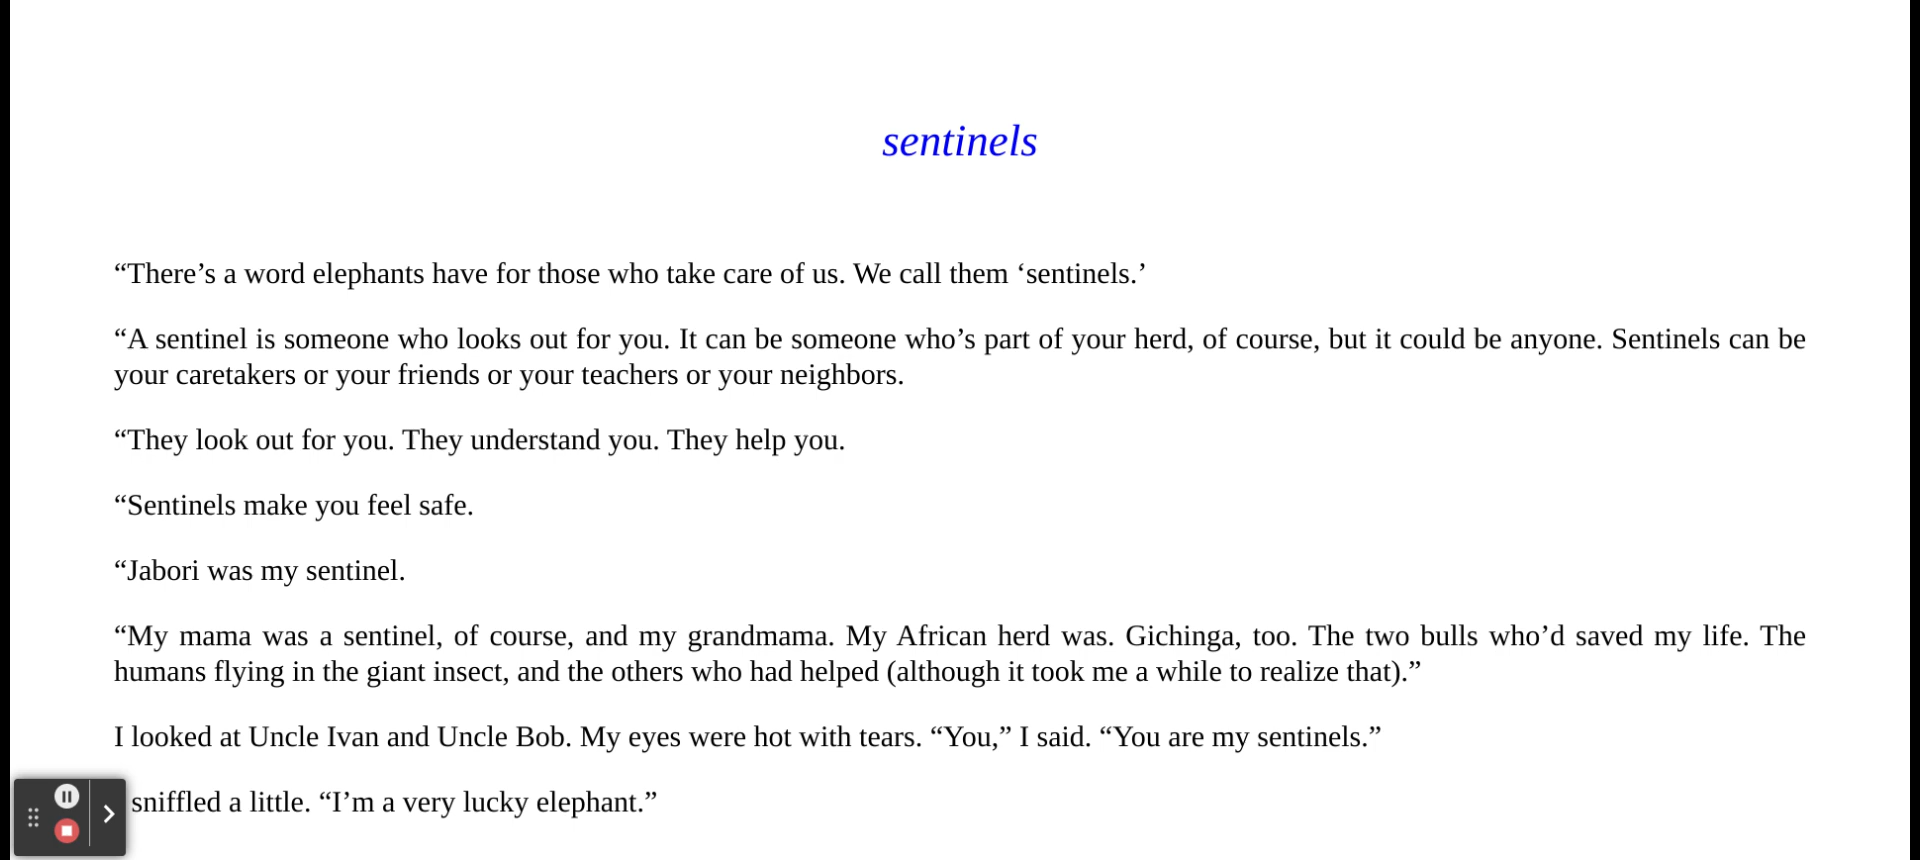 sentinels
“There’s a word elephants have for those who take care of us. We call them ‘sentinels.’
“A sentinel is someone who looks out for you. It can be someone who’s part of your herd, of course, but it could be anyone. Sentinels can be
your caretakers or your friends or your teachers or your neighbors.
“They look out for you. They understand you. They help you.
“Sentinels make you feel safe.
“Jabori was my sentinel.
“My mama was a sentinel, of course, and my grandmama. My African herd was. Gichinga, too. The two bulls who’d saved my life. The
humans flying in the giant insect, and the others who had helped (although it took me a while to realize that).”
I looked at Uncle Ivan and Uncle Bob. My eyes were hot with tears. “You,” I said. “You are my sentinels.”
sniffled a little. “I’m a very lucky elephant.”